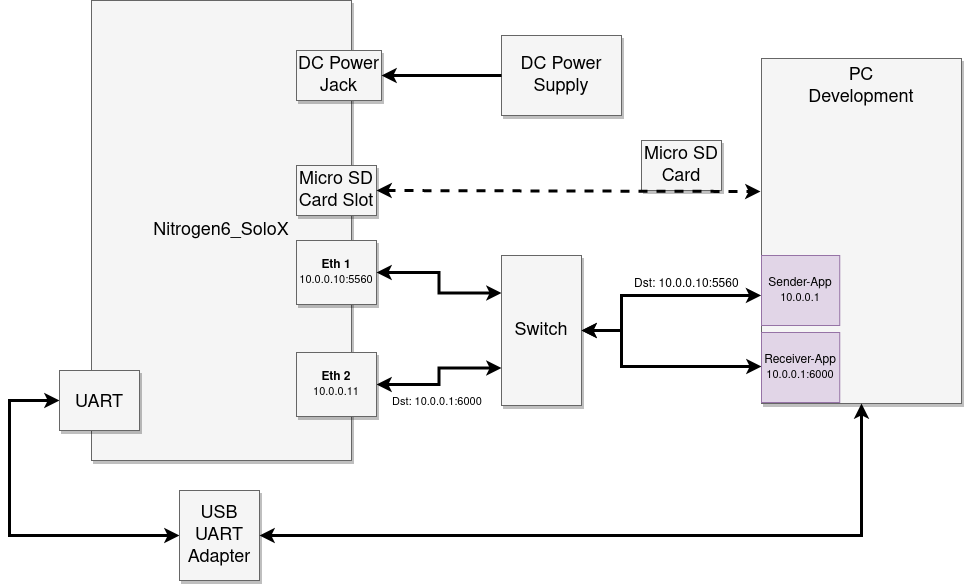 DC Power
Jack
DC Power
Supply
PC
Development
Micro SD
Card
Micro SD
Card Slot
Nitrogen6_SoloX
Eth 1
10.0.0.10:5560
Dst: 10.0.0.10:5560
Sender-App
10.0.0.1
Switch
Receiver-App
10.0.0.1:6000
Eth 2
10.0.0.11
Dst: 10.0.0.1:6000
UART
USB
UART
Adapter